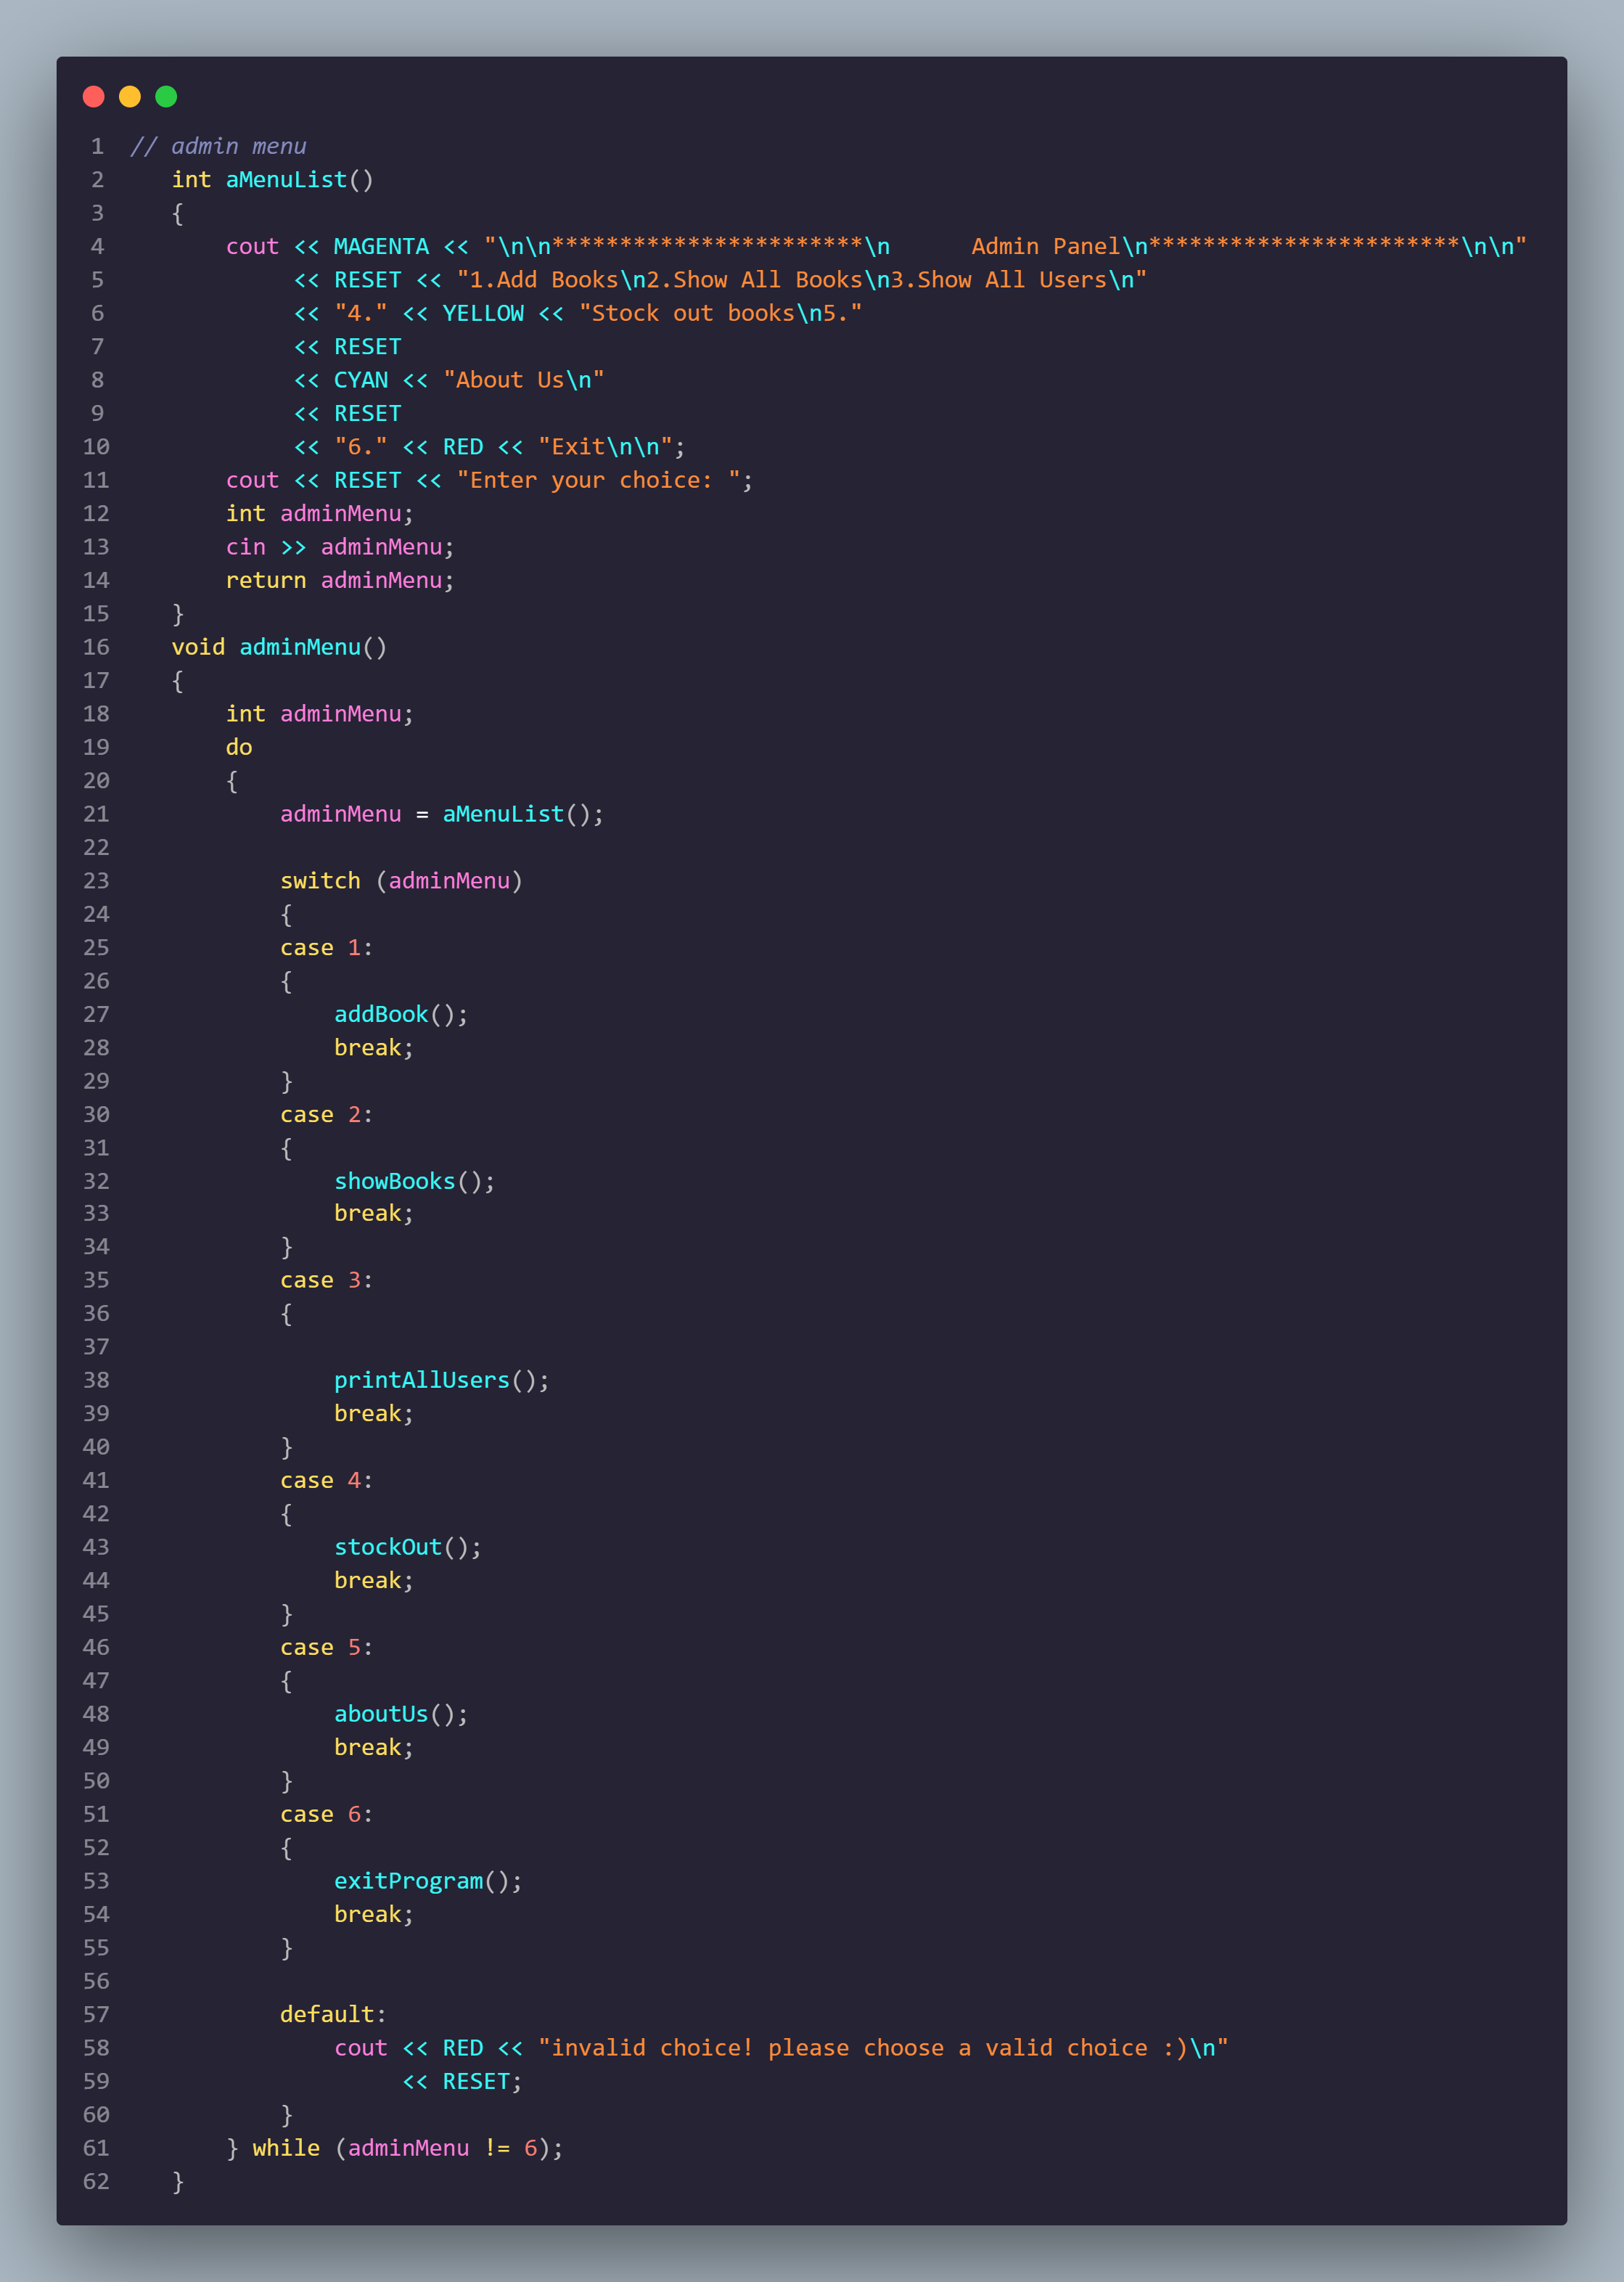 1 // admin menu
2    int aMenuList()
3    {
4        cout << MAGENTA << "\n\n***********************\n      Admin Panel\n***********************\n\n"
5             << RESET << "1.Add Books\n2.Show All Books\n3.Show All Users\n"
6             << "4." << YELLOW << "Stock out books\n5."
7             << RESET
8             << CYAN << "About Us\n"
9             << RESET
10             << "6." << RED << "Exit\n\n";
11        cout << RESET << "Enter your choice: ";
12        int adminMenu;
13        cin >> adminMenu;
14        return adminMenu;
15    }
16    void adminMenu()
17    {
18        int adminMenu;
19        do
20        {
21            adminMenu = aMenuList();
22
23            switch (adminMenu)
24            {
25            case 1:
26            {
27                addBook();
28                break;
29            }
30            case 2:
31            {
32                showBooks();
33                break;
34            }
35            case 3:
36            {
37
38                printAllUsers();
39                break;
40            }
41            case 4:
42            {
43                stockOut();
44                break;
45            }
46            case 5:
47            {
48                aboutUs();
49                break;
50            }
51            case 6:
52            {
53                exitProgram();
54                break;
55            }
56
57            default:
58                cout << RED << "invalid choice! please choose a valid choice :)\n"
59                     << RESET;
60            }
61        } while (adminMenu != 6);
62    }